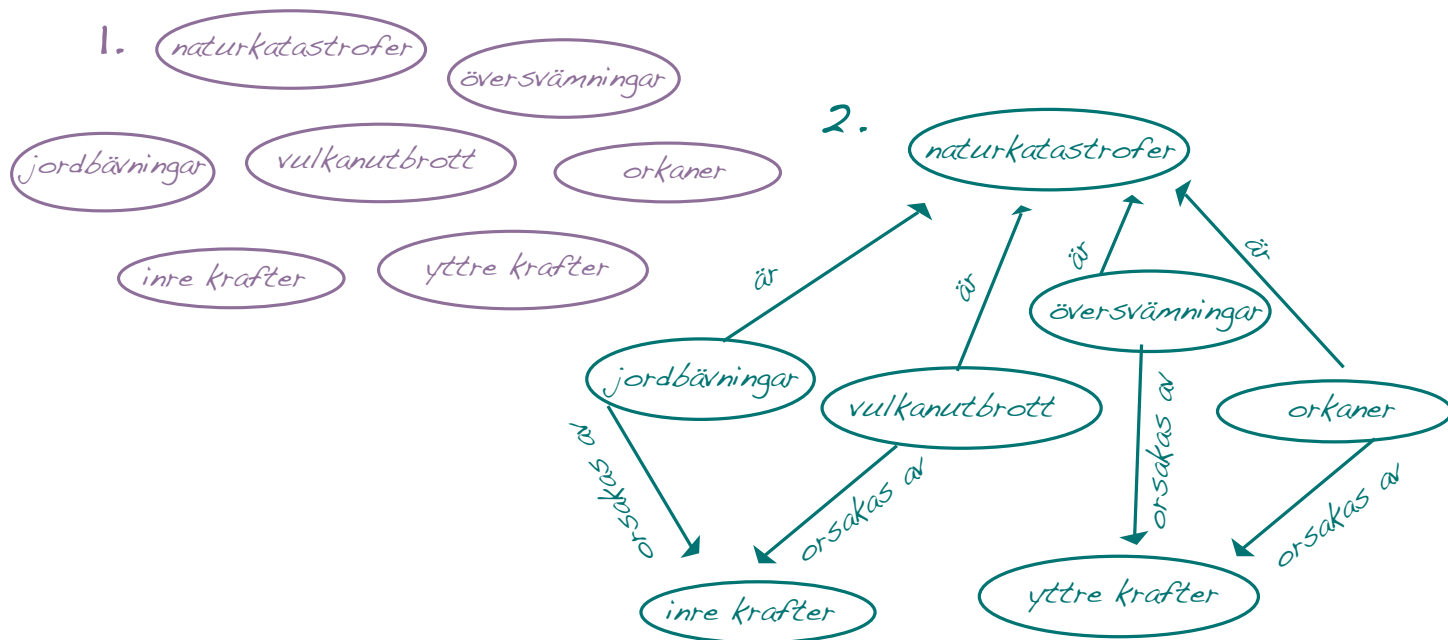 1.
naturkatastrofer
översvämningar
jordbävningar
vulkanutbrott
orkaner
inre krafter
yttre krafter
2.
naturkatastrofer
är
är
är
är
översvämningar
jordbävningar
vulkanutbrott
orkaner
orsakas av
orsakas av
orsakas av
orsakas av
inre krafter
yttre krafter